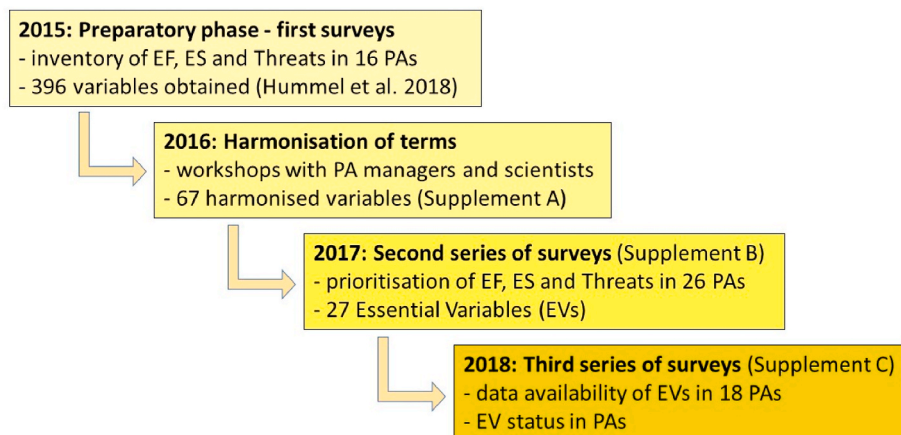 2015: Preparatory phase - first surveys
- inventory of EF, ES and Threats in 16 PAs
- 396 variables obtained (Hummel et al. 2018)
2016: Harmonisation of terms
- workshops with PA managers and scientists
- 67 harmonised variables (Supplement A)
2017: Second series of surveys (Supplement B)
- prioritisation of EF, ES and Threats in 26 PAs
- 27 Essential Variables (EVs)
2018: Third series of surveys (Supplement C)
- data availability of EVs in 18 PAs
- EV status in PAs